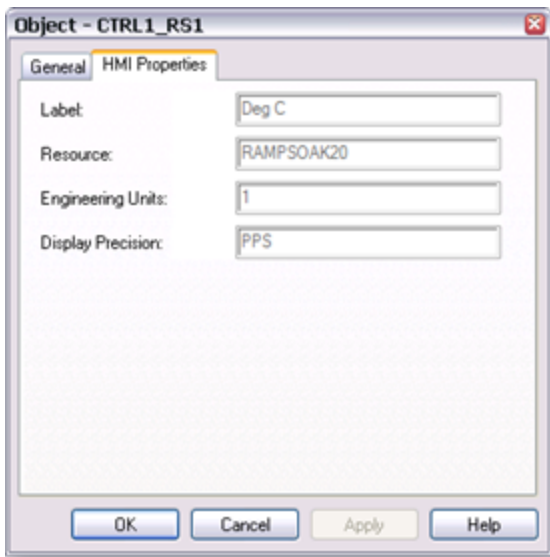 Object - CTRL1_RS1
General HMI Properties
Label: Deg C
Resource: RAMPSOAK20
Engineering Units: 1
Display Precision: PPS
OK Cancel Apply Help